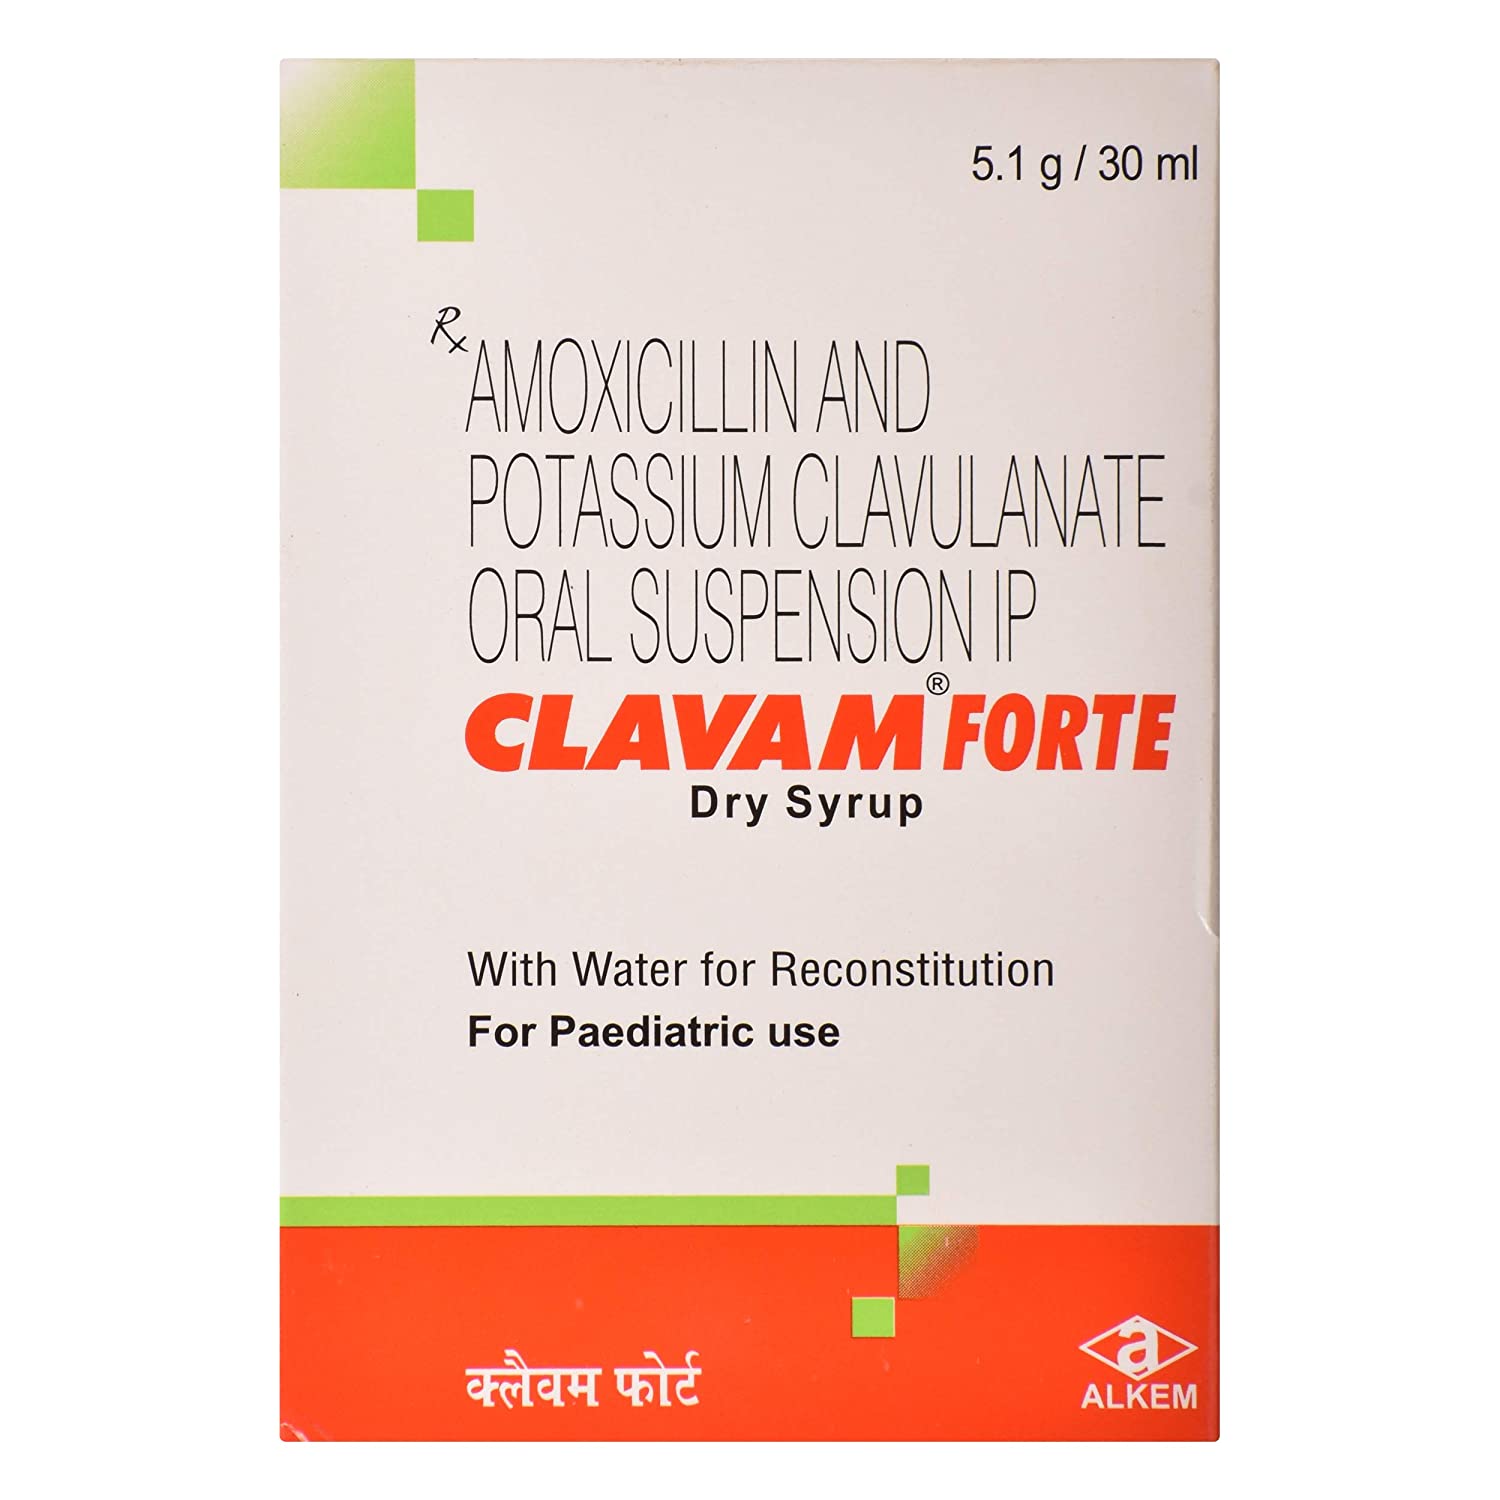 5.1 g / 30 ml
Rx AMOXICILLIN AND
POTASSIUM CLAVULANATE
ORAL SUSPENSION IP
CLAVAM® FORTE
Dry Syrup
With Water for Reconstitution
For Paediatric use
क्लैवम फोर्ट
a
ALKEM